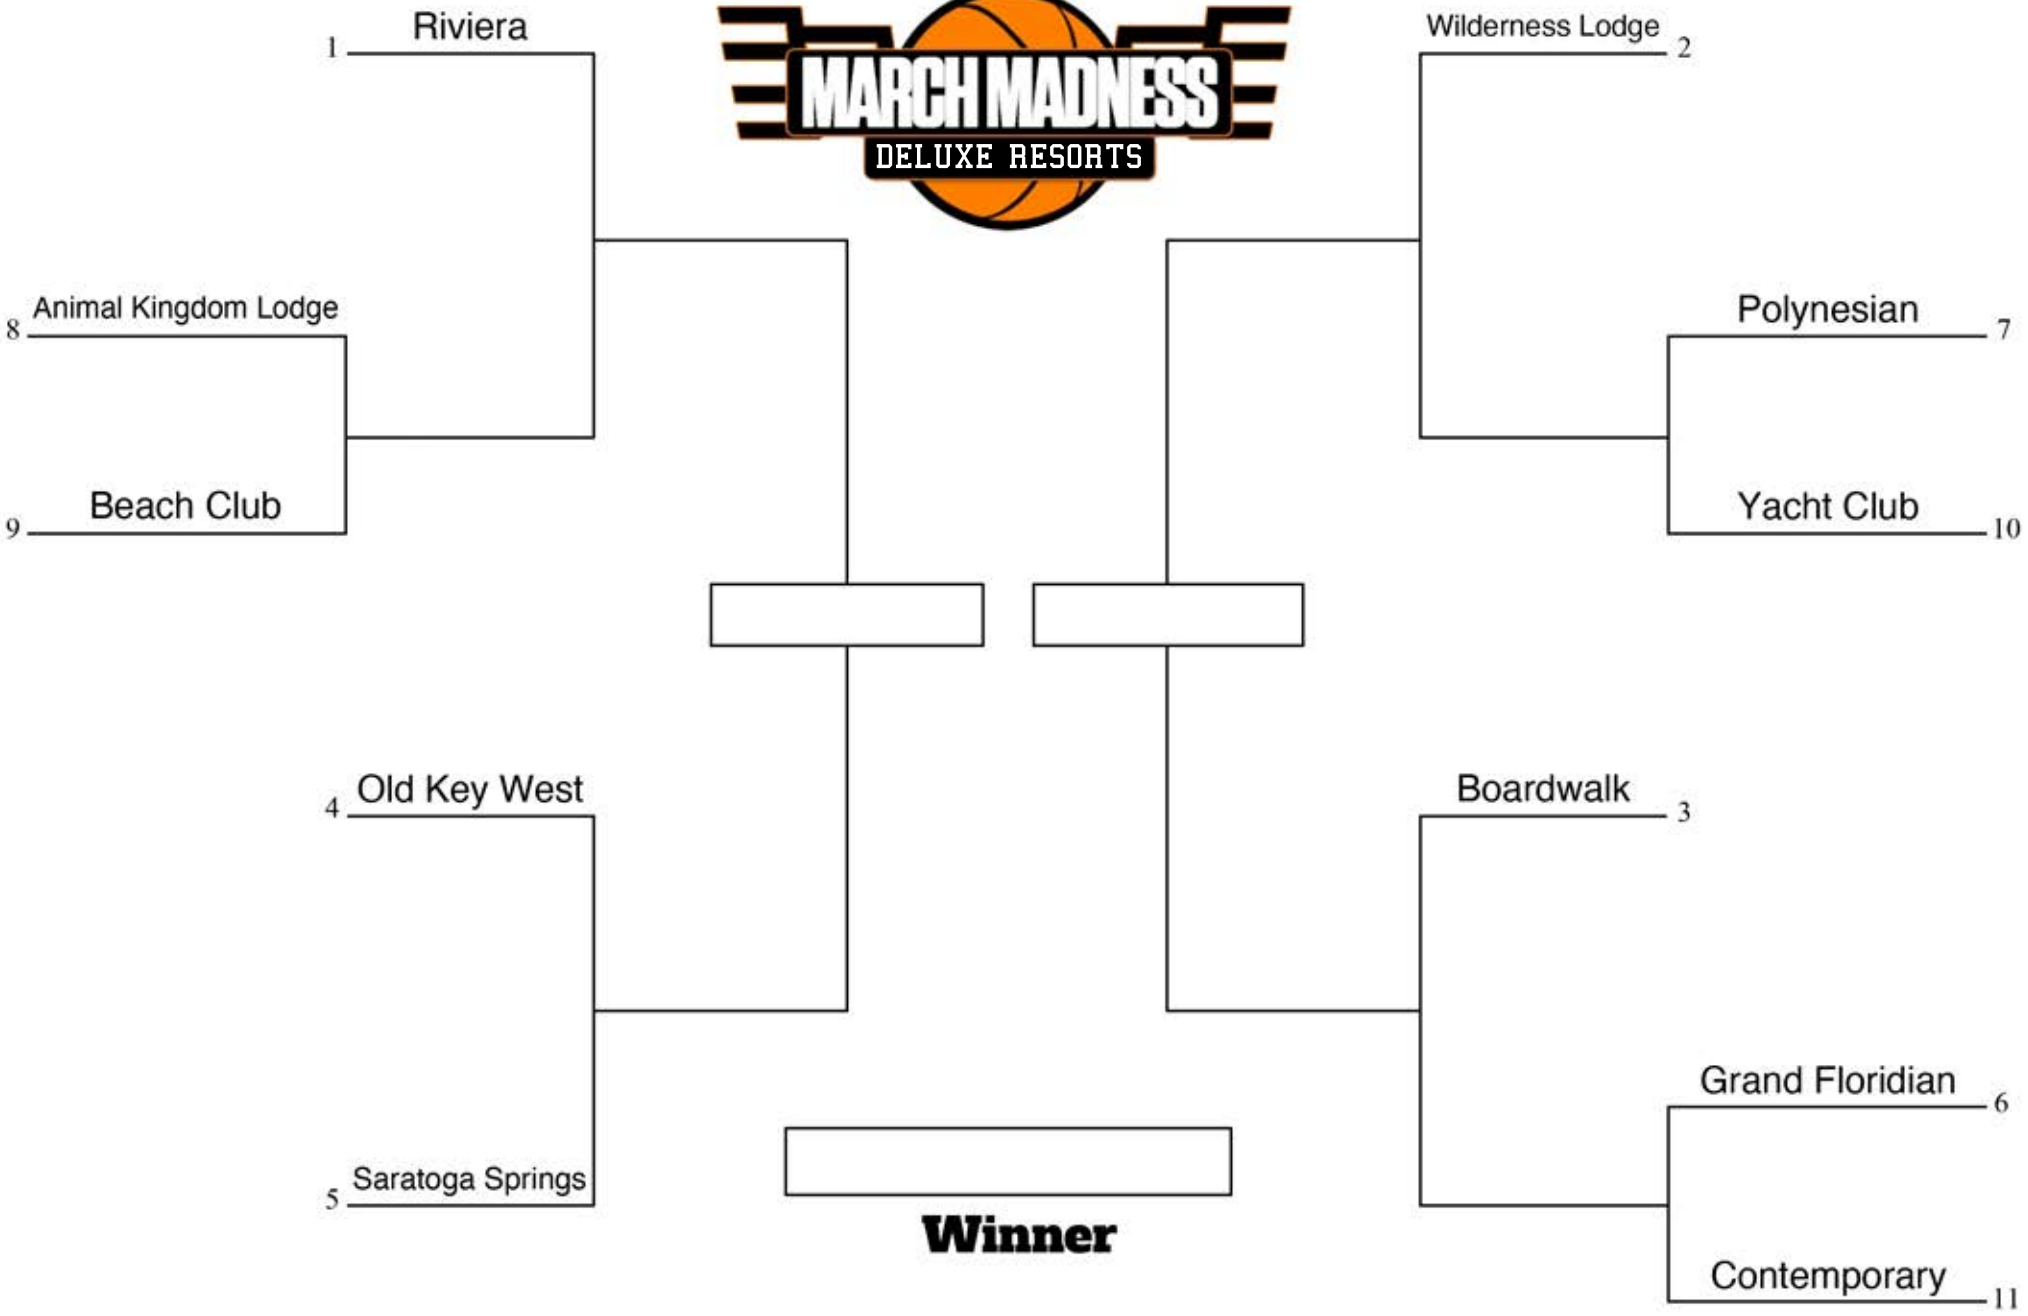 MARCH MADNESS
DELUXE RESORTS
1 Riviera
8 Animal Kingdom Lodge
9 Beach Club
4 Old Key West
5 Saratoga Springs
Wilderness Lodge 2
Polynesian 7
Yacht Club 10
Boardwalk 3
Grand Floridian 6
Contemporary 11
Winner